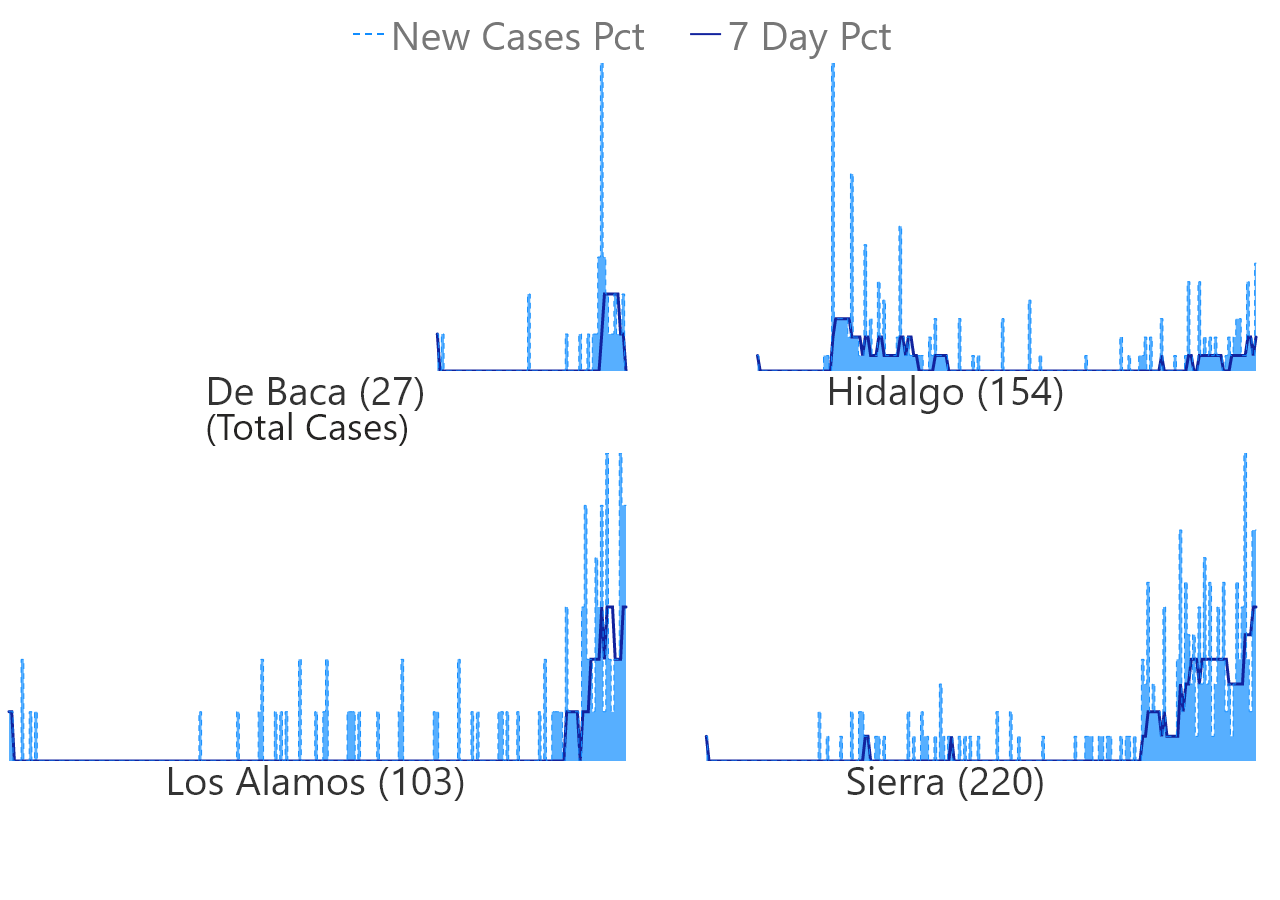 New Cases Pct 7 Day Pct
De Baca (27) Hidalgo (154)
(Total Cases)
Los Alamos (103) Sierra (220)